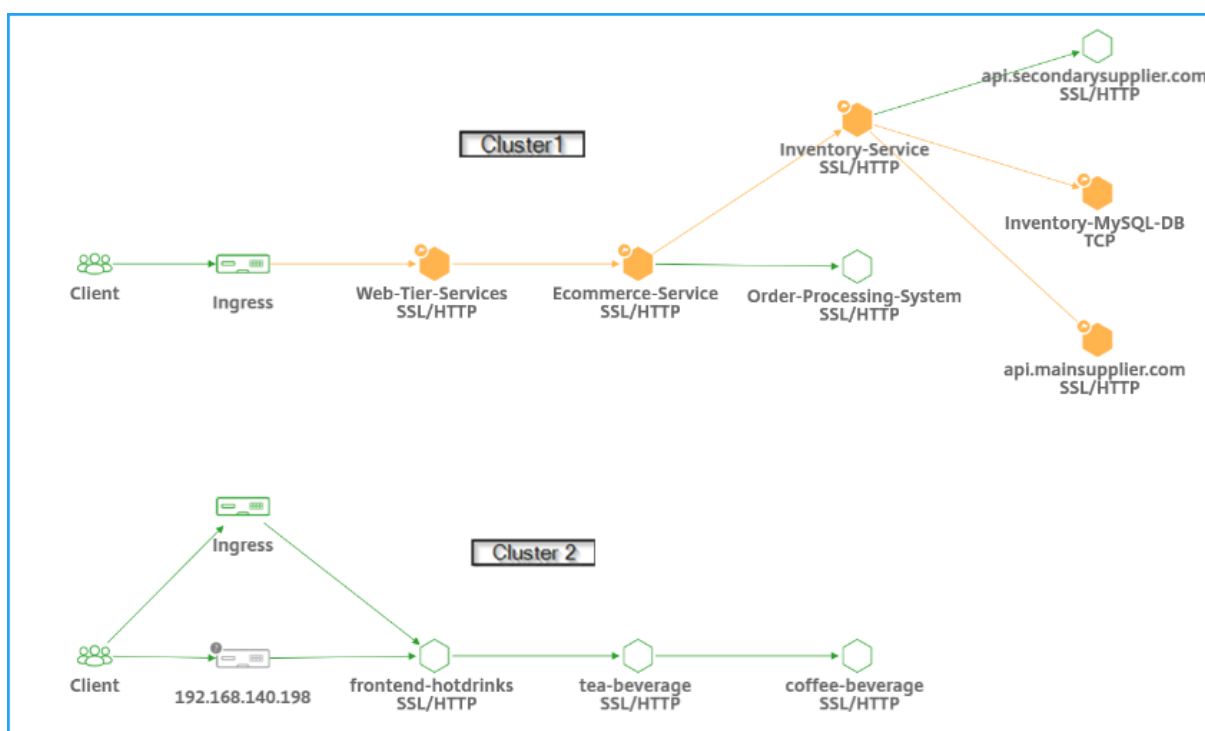 api.secondarysupplier.com
SSL/HTTP
Cluster1
Inventory-Service
SSL/HTTP
Inventory-MySQL-DB
TCP
Client
Ingress
Web-Tier-Services
SSL/HTTP
Ecommerce-Service
SSL/HTTP
Order-Processing-System
SSL/HTTP
api.mainsupplier.com
SSL/HTTP
Ingress
Cluster 2
Client
192.168.140.198
frontend-hotdrinks
SSL/HTTP
tea-beverage
SSL/HTTP
coffee-beverage
SSL/HTTP